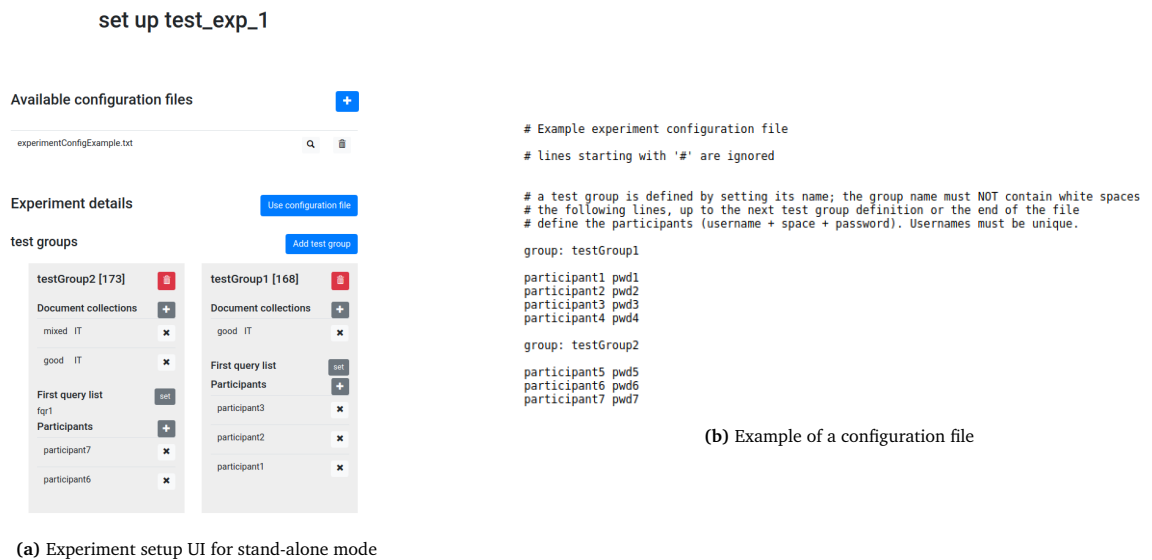 set up test_exp_1
Available configuration files
experimentConfigExample.txt
Experiment details
Use configuration file
test groups
Add test group
testGroup2 [173]
Document collections
mixed IT
good IT
First query list
set
fqr1
Participants
participant7
participant6
testGroup1 [168]
Document collections
good IT
First query list
set
Participants
participant3
participant2
participant1
(a) Experiment setup UI for stand-alone mode
# Example experiment configuration file
# lines starting with '#' are ignored
# a test group is defined by setting its name; the group name must NOT contain white spaces
# the following lines, up to the next test group definition or the end of the file
# define the participants (username + space + password). Usernames must be unique.
group: testGroup1
participant1 pwd1
participant2 pwd2
participant3 pwd3
participant4 pwd4
group: testGroup2
participant5 pwd5
participant6 pwd6
participant7 pwd7
(b) Example of a configuration file